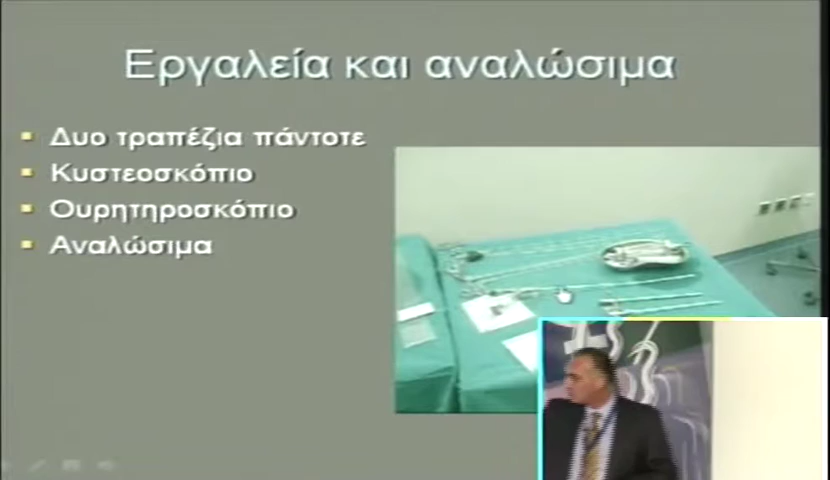 Εργαλεία και αναλώσιμα
Δυο τραπέζια πάντοτε
Κυστεοσκόπιο
Ουρητηροσκόπιο
Αναλώσιμα